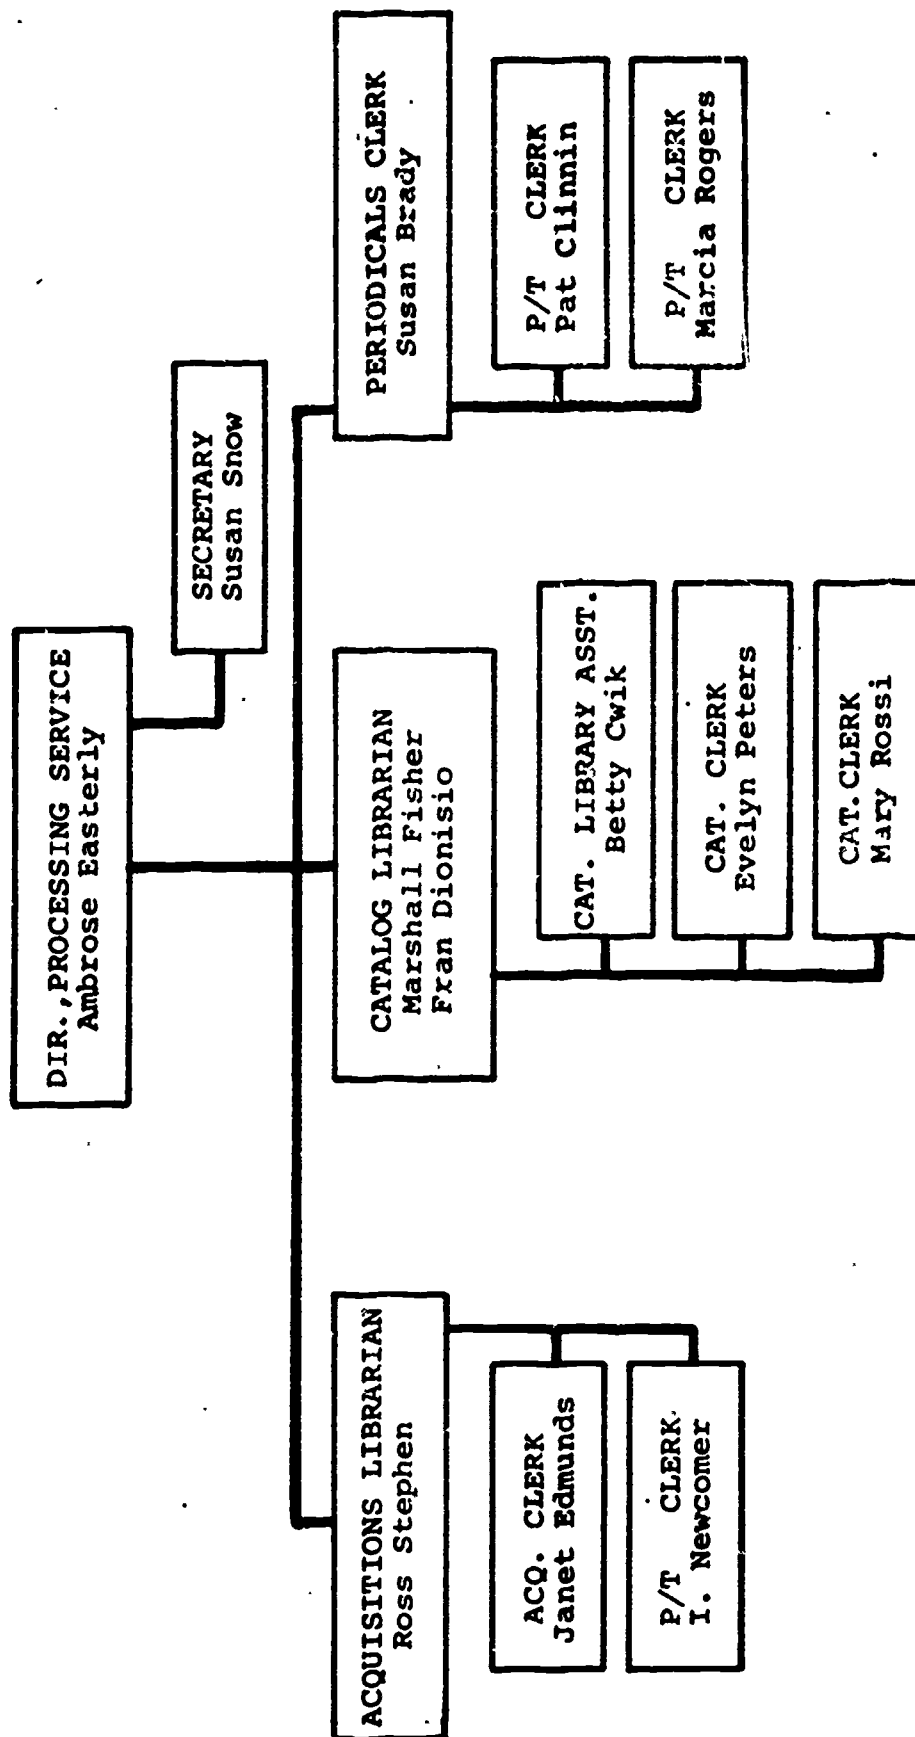 DIR.,PROCESSING SERVICE
Ambrose Easterly
SECRETARY
Susan Snow
ACQUISITIONS LIBRARIAN
Ross Stephen
ACQ. CLERK
Janet Edmunds
P/T CLERK
I. Newcomer
CATALOG LIBRARIAN
Marshall Fisher
Fran Dionisio
CAT. LIBRARY ASST.
Betty Cwik
CAT. CLERK
Evelyn Peters
CAT.CLERK
Mary Rossi
PERIODICALS CLERK
Susan Brady
P/T CLERK
Pat Clinnin
P/T CLERK
Marcia Rogers